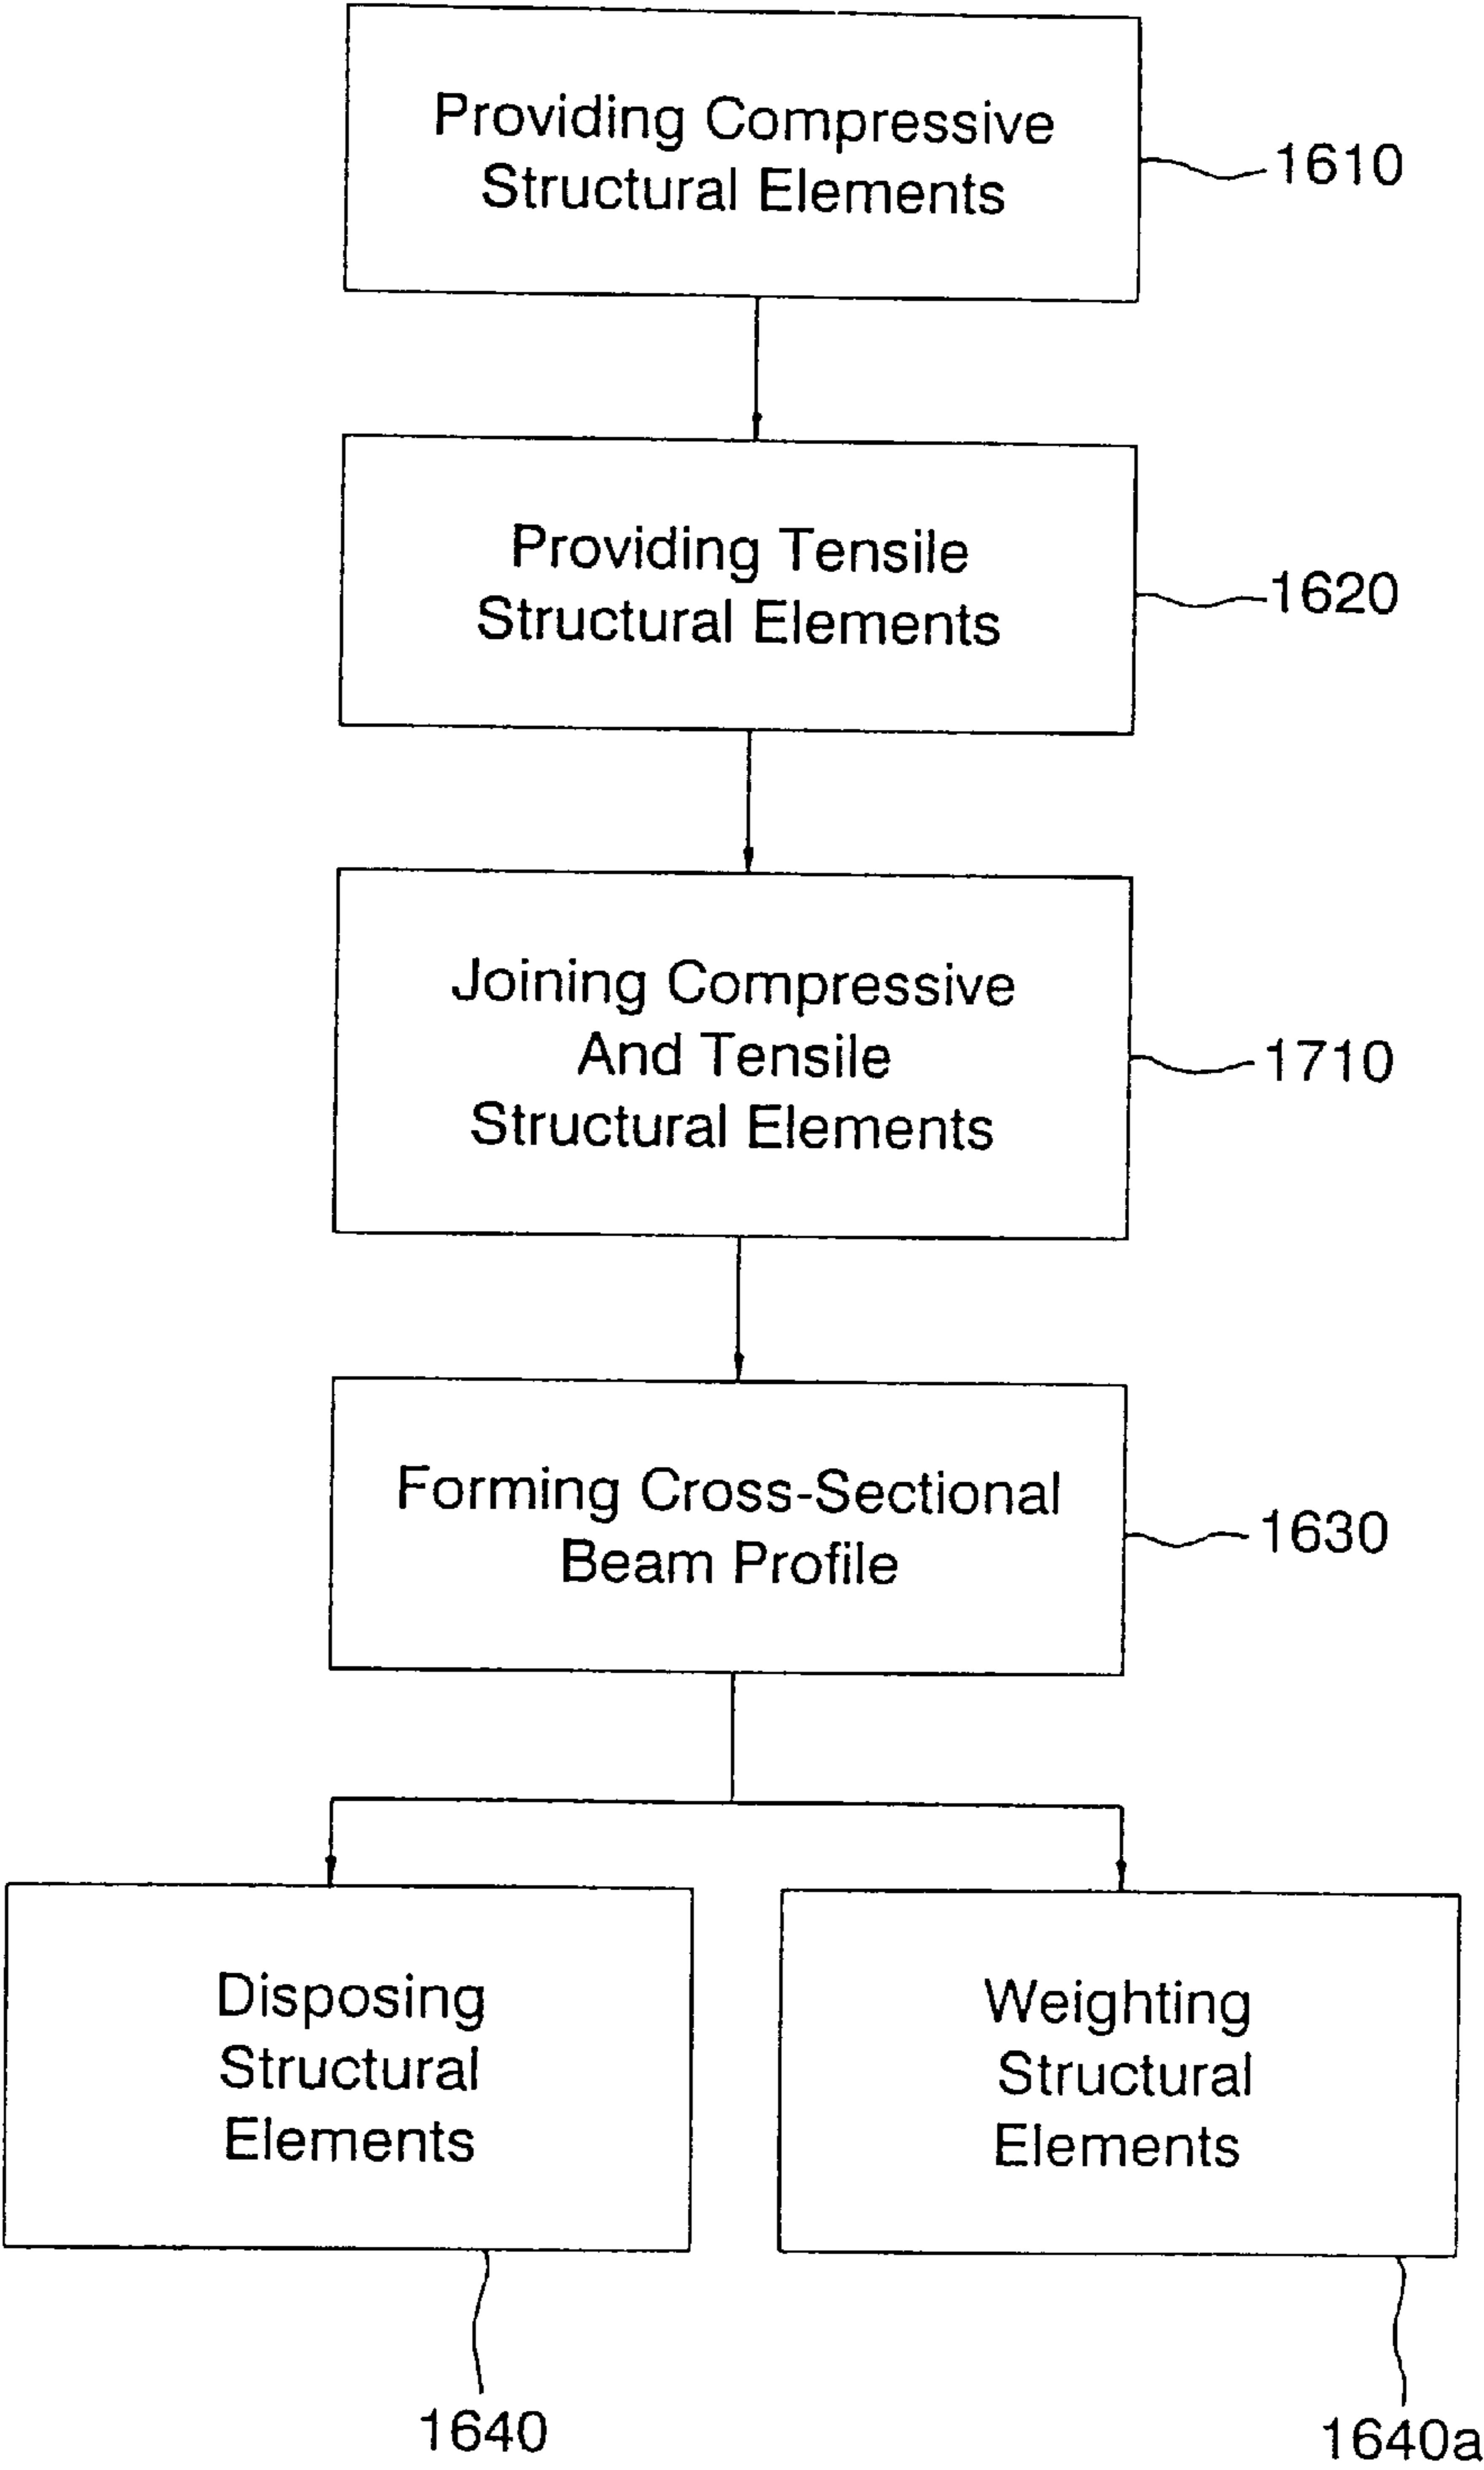 Providing Compressive
Structural Elements
1610
Providing Tensile
Structural Elements
1620
Joining Compressive
And Tensile
Structural Elements
1710
Forming Cross-Sectional
Beam Profile
1630
Disposing
Structural
Elements
1640
Weighting
Structural
Elements
1640a